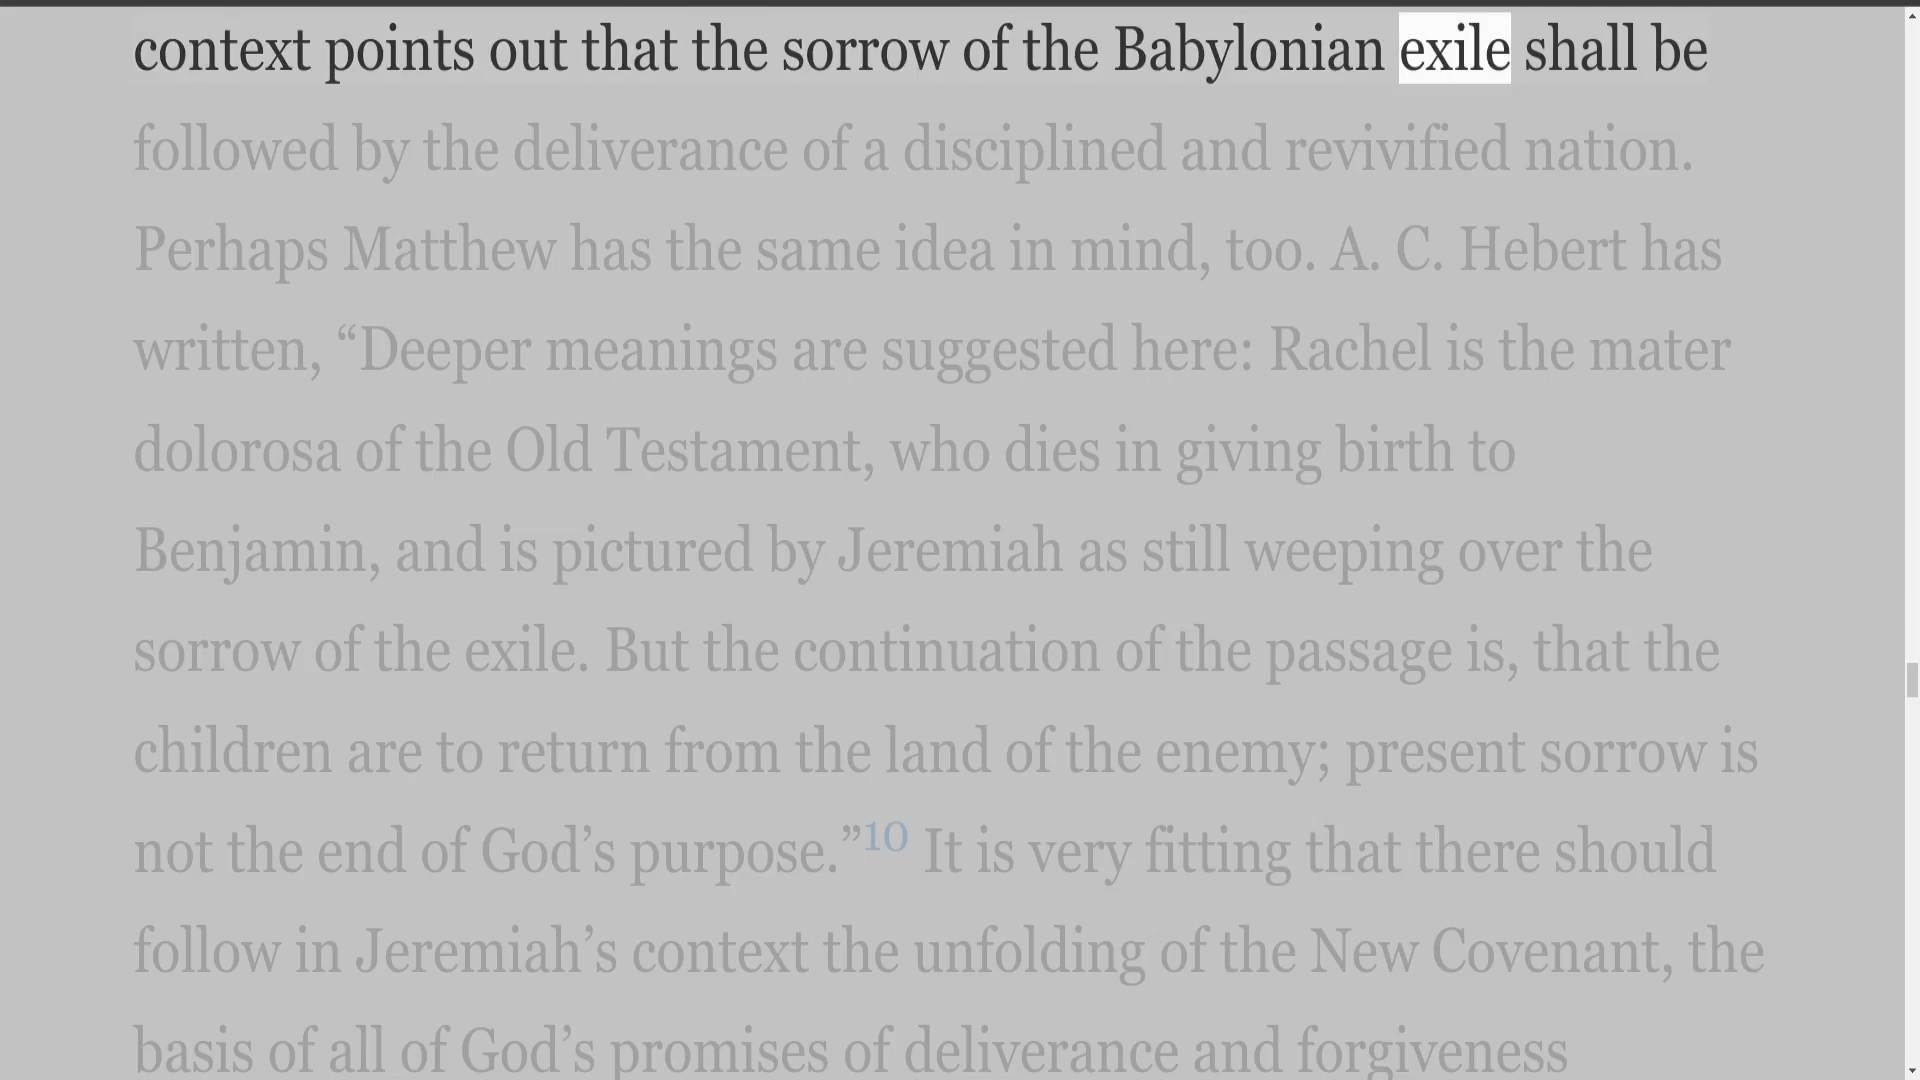 context points out that the sorrow of the Babylonian exile shall be
followed by the deliverance of a disciplined and revivified nation.
Perhaps Matthew has the same idea in mind, too. A. C. Hebert has
written, “Deeper meanings are suggested here: Rachel is the mater
dolorosa of the Old Testament, who dies in giving birth to
Benjamin, and is pictured by Jeremiah as still weeping over the
sorrow of the exile. But the continuation of the passage is, that the
children are to return from the land of the enemy; present sorrow is
not the end of God’s purpose.”10 It is very fitting that there should
follow in Jeremiah’s context the unfolding of the New Covenant, the
basis of all of God’s promises of deliverance and forgiveness